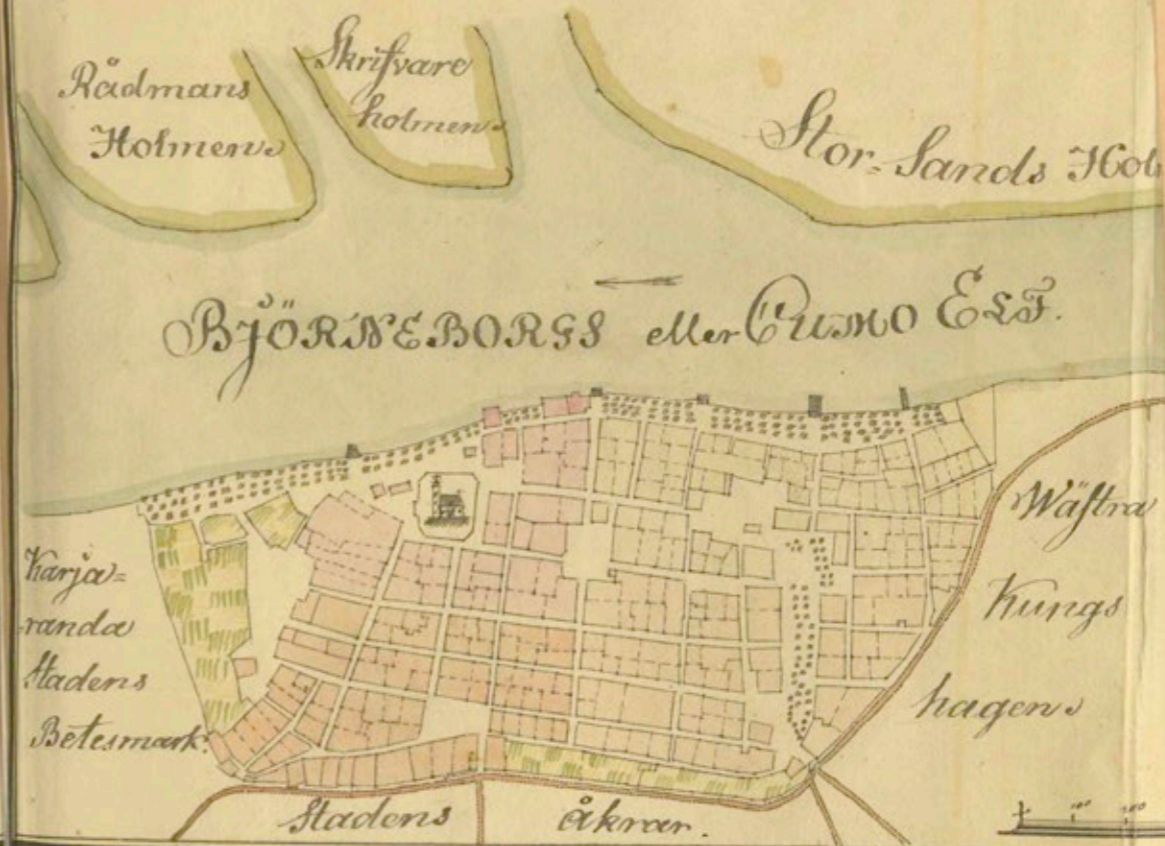 Rådmans
Holmen
Skrifvare
holmen
Stor-Sands Hol
BJÖRNEBORGS eller CUMO ELF.
Wästra
Kungs
hagen
Karja=
randa
Stadens
Betesmark
Stadens åkrar.